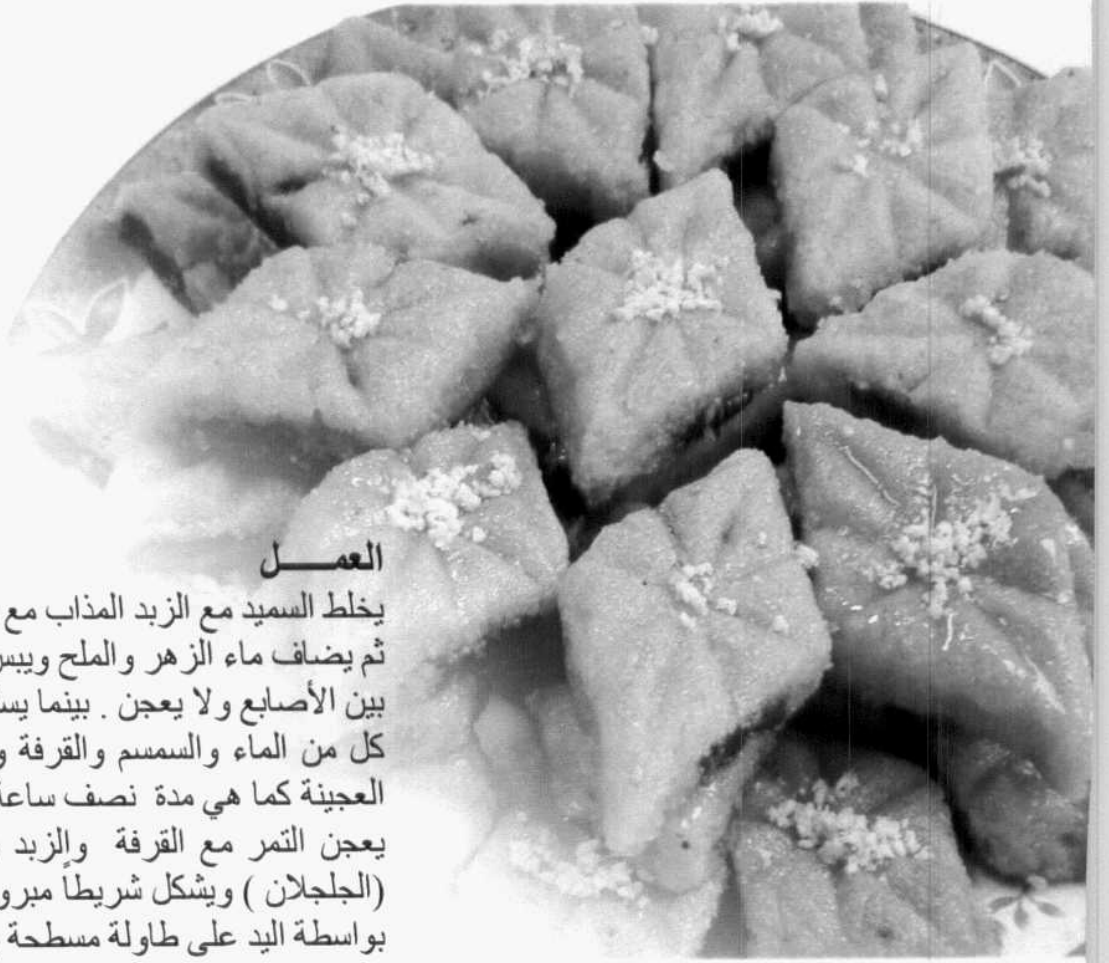 العمـــل
يخلط السميد مع الزبد المذاب مع
ثم يضاف ماء الزهر والملح ويبس
بين الأصابع ولا يعجن . بينما يس
كل من الماء والسمسم والقرفة و
العجينة كما هي مدة نصف ساعة
يعجن التمر مع القرفة والزبد
(الجلجلان ) ويشكل شريطاً مبرو
بواسطة اليد على طاولة مسطحة